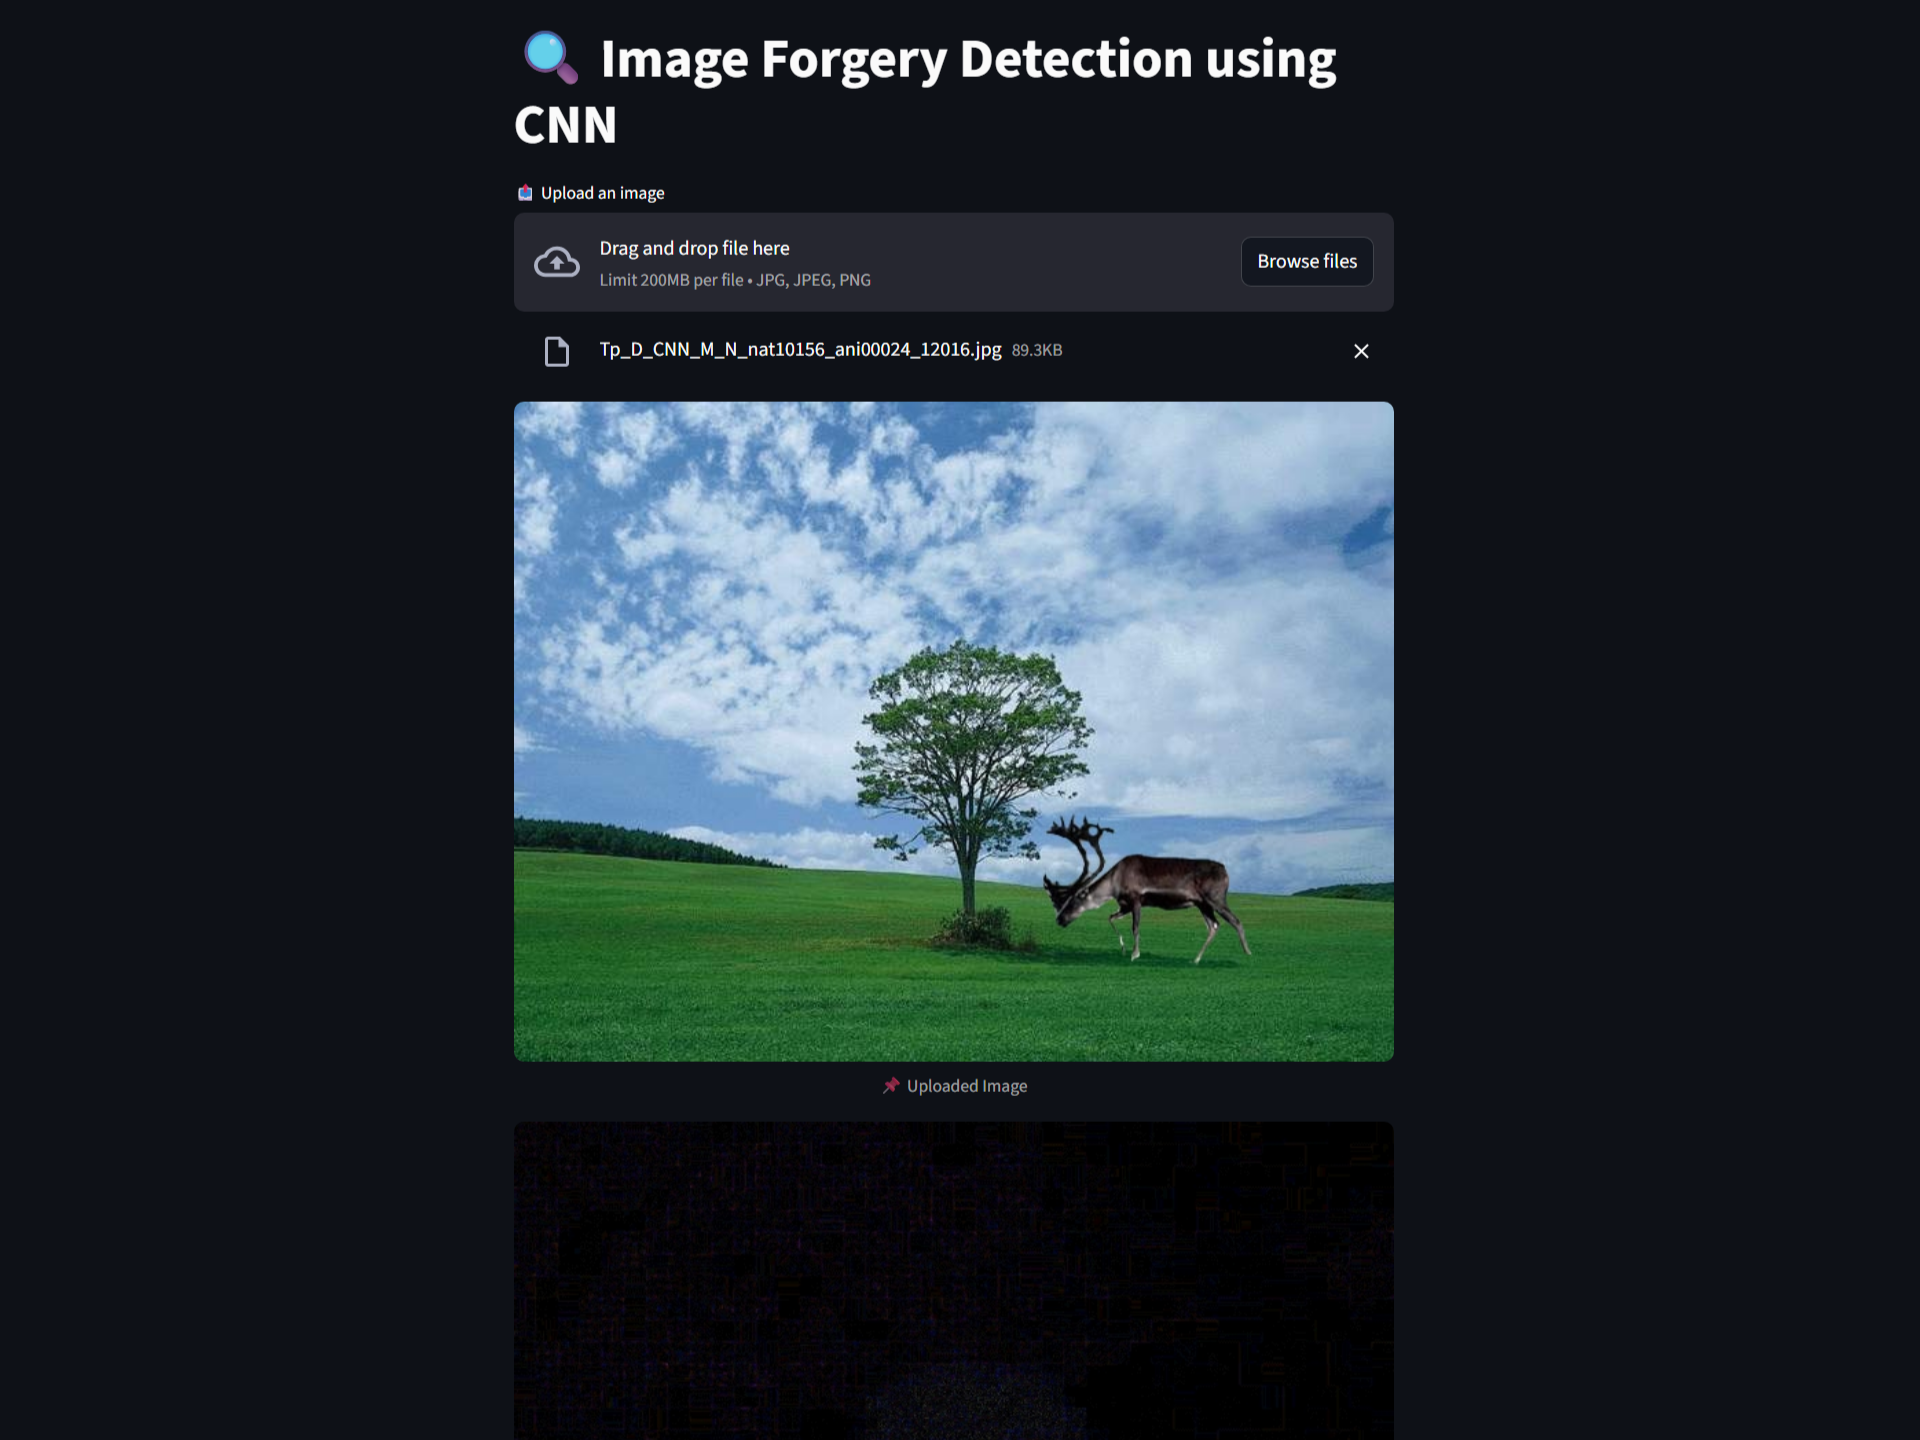 Image Forgery Detection using
CNN
Upload an image
Drag and drop file here
Limit 200MB per file • JPG, JPEG, PNG
Browse files
Tp_D_CNN_M_N_nat10156_ani00024_12016.jpg 89.3KB
Uploaded Image